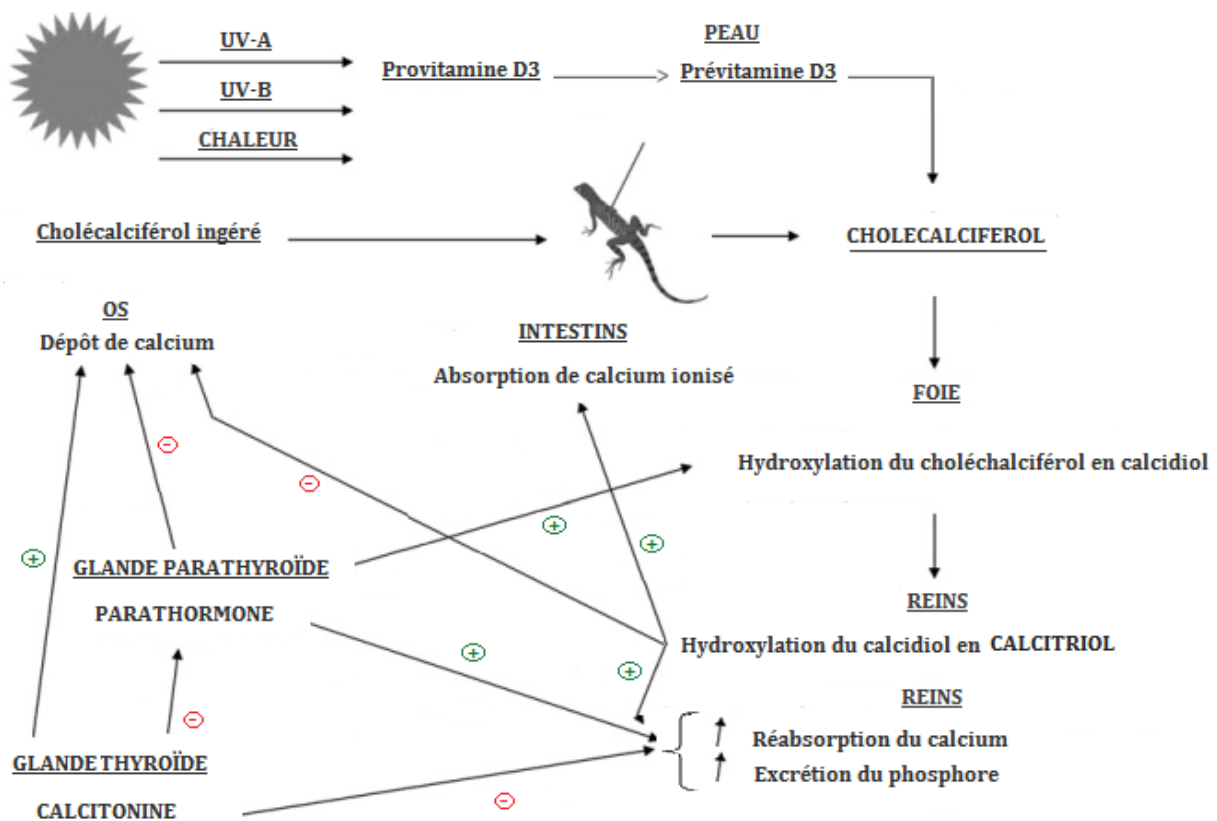 UV-A
PEAU
Provitamine D3
Prévitamine D3
UV-B
CHALEUR
Cholécalciférol ingéré
CHOLECALCIFEROL
OS
Dépôt de calcium
INTESTINS
Absorption de calcium ionisé
FOIE
Hydroxylation du choléchalciférol en calcidiol
GLANDE PARATHYROÏDE
PARATHORMONE
REINS
Hydroxylation du calcidiol en CALCITRIOL
REINS
Réabsorption du calcium
Excrétion du phosphore
GLANDE THYROÏDE
CALCITONINE